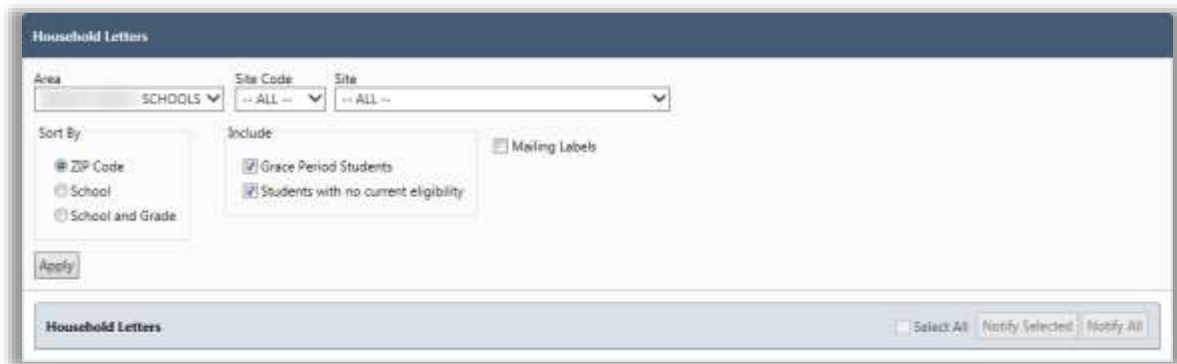 Household Letters
Area Site Code Site
SCHOOLS -- ALL -- -- ALL --
Sort By Include
Mailing Labels
ZIP Code Grace Period Students
School Students with no current eligibility
School and Grade
Apply
Household Letters Select All Notify Selected Notify All